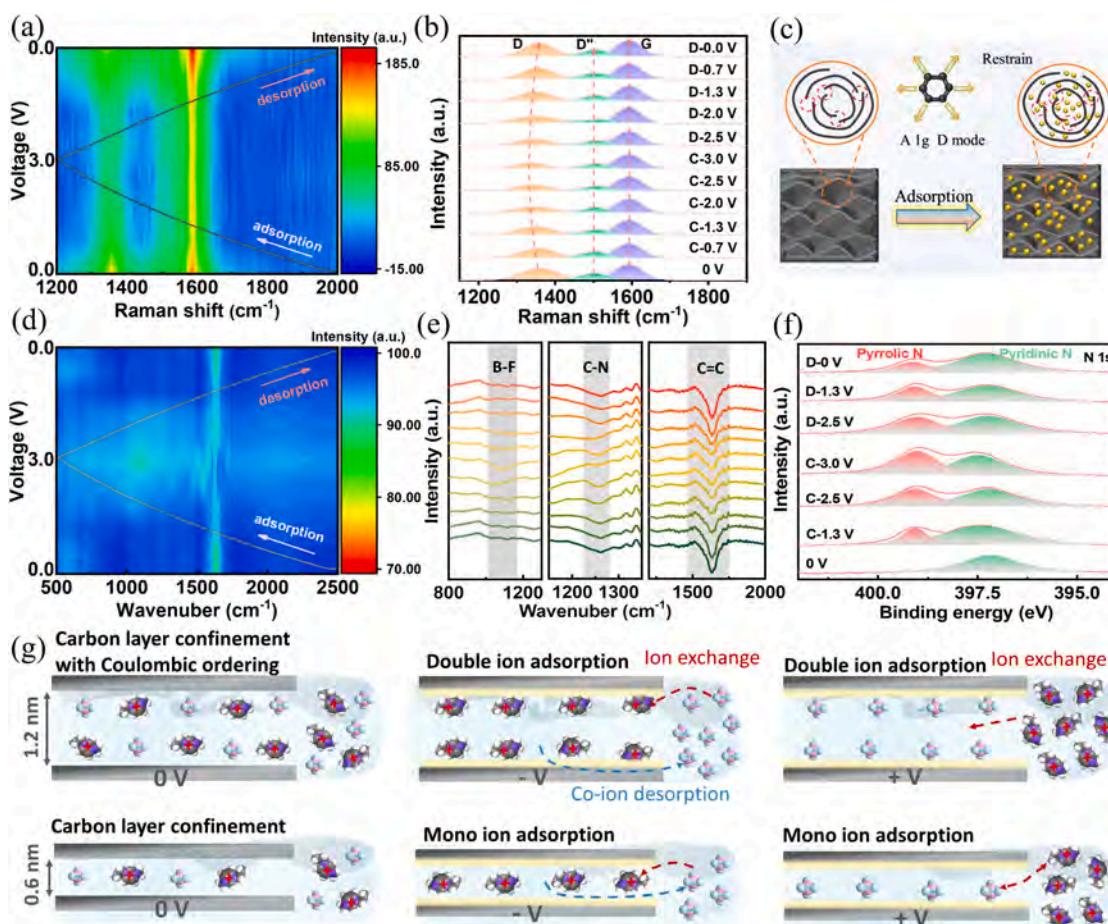 (a)
Intensity (a.u.)
0.0
185.0
desorption
Voltage (V)
3.0
85.00
adsorption
0.0
-15.00
1200 1400 1600 1800 2000
Raman shift (cm-1)
(b)
D D'' G
D-0.0 V
D-0.7 V
D-1.3 V
D-2.0 V
D-2.5 V
C-3.0 V
C-2.5 V
C-2.0 V
C-1.3 V
C-0.7 V
0 V
Intensity (a.u.)
1200 1400 1600 1800
Raman shift (cm-1)
(c)
Restrain
A 1g D mode
Adsorption
(d)
Intensity (a.u.)
0.0
100.0
desorption
90.00
Voltage (V)
3.0
80.00
adsorption
0.0
70.00
500 1000 1500 2000 2500
Wavenuber (cm-1)
(e)
B-F C-N C=C
Intensity (a.u.)
800 1000 1200 1200 1300 1600 2000
Wavenuber (cm-1)
(f)
Pyrrolic N Pyridinic N N 1s
D-0 V
D-1.3 V
D-2.5 V
C-3.0 V
C-2.5 V
C-1.3 V
0 V
Intensity (a.u.)
400.0 397.5 395.0
Binding energy (eV)
(g)
Carbon layer confinement
with Coulombic ordering
1.2 nm
0 V
Double ion adsorption
Ion exchange
- V
Co-ion desorption
Double ion adsorption
Ion exchange
+ V
Carbon layer confinement
0.6 nm
0 V
Mono ion adsorption
- V
Mono ion adsorption
+ V